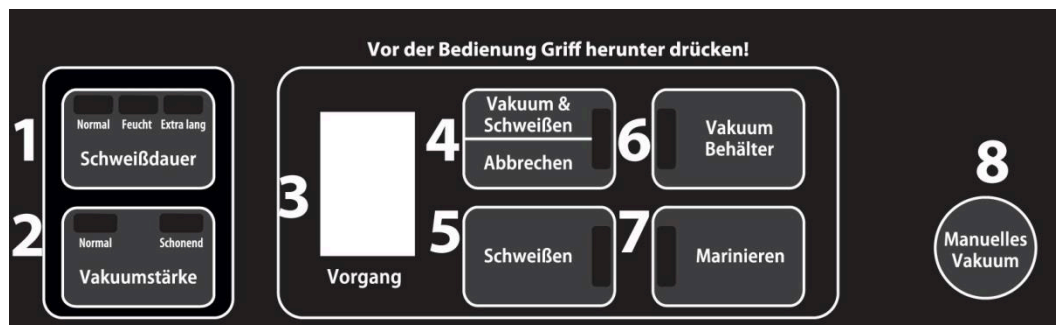 Vor der Bedienung Griff herunter drücken!
1
Normal Feucht Extra lang
Schweißdauer
2
Normal Schonend
Vakuumstärke
3
Vorgang
4
Vakuum &
Schweißen
Abbrechen
5
Schweißen
6
Vakuum
Behälter
7
Marinieren
8
Manuelles
Vakuum